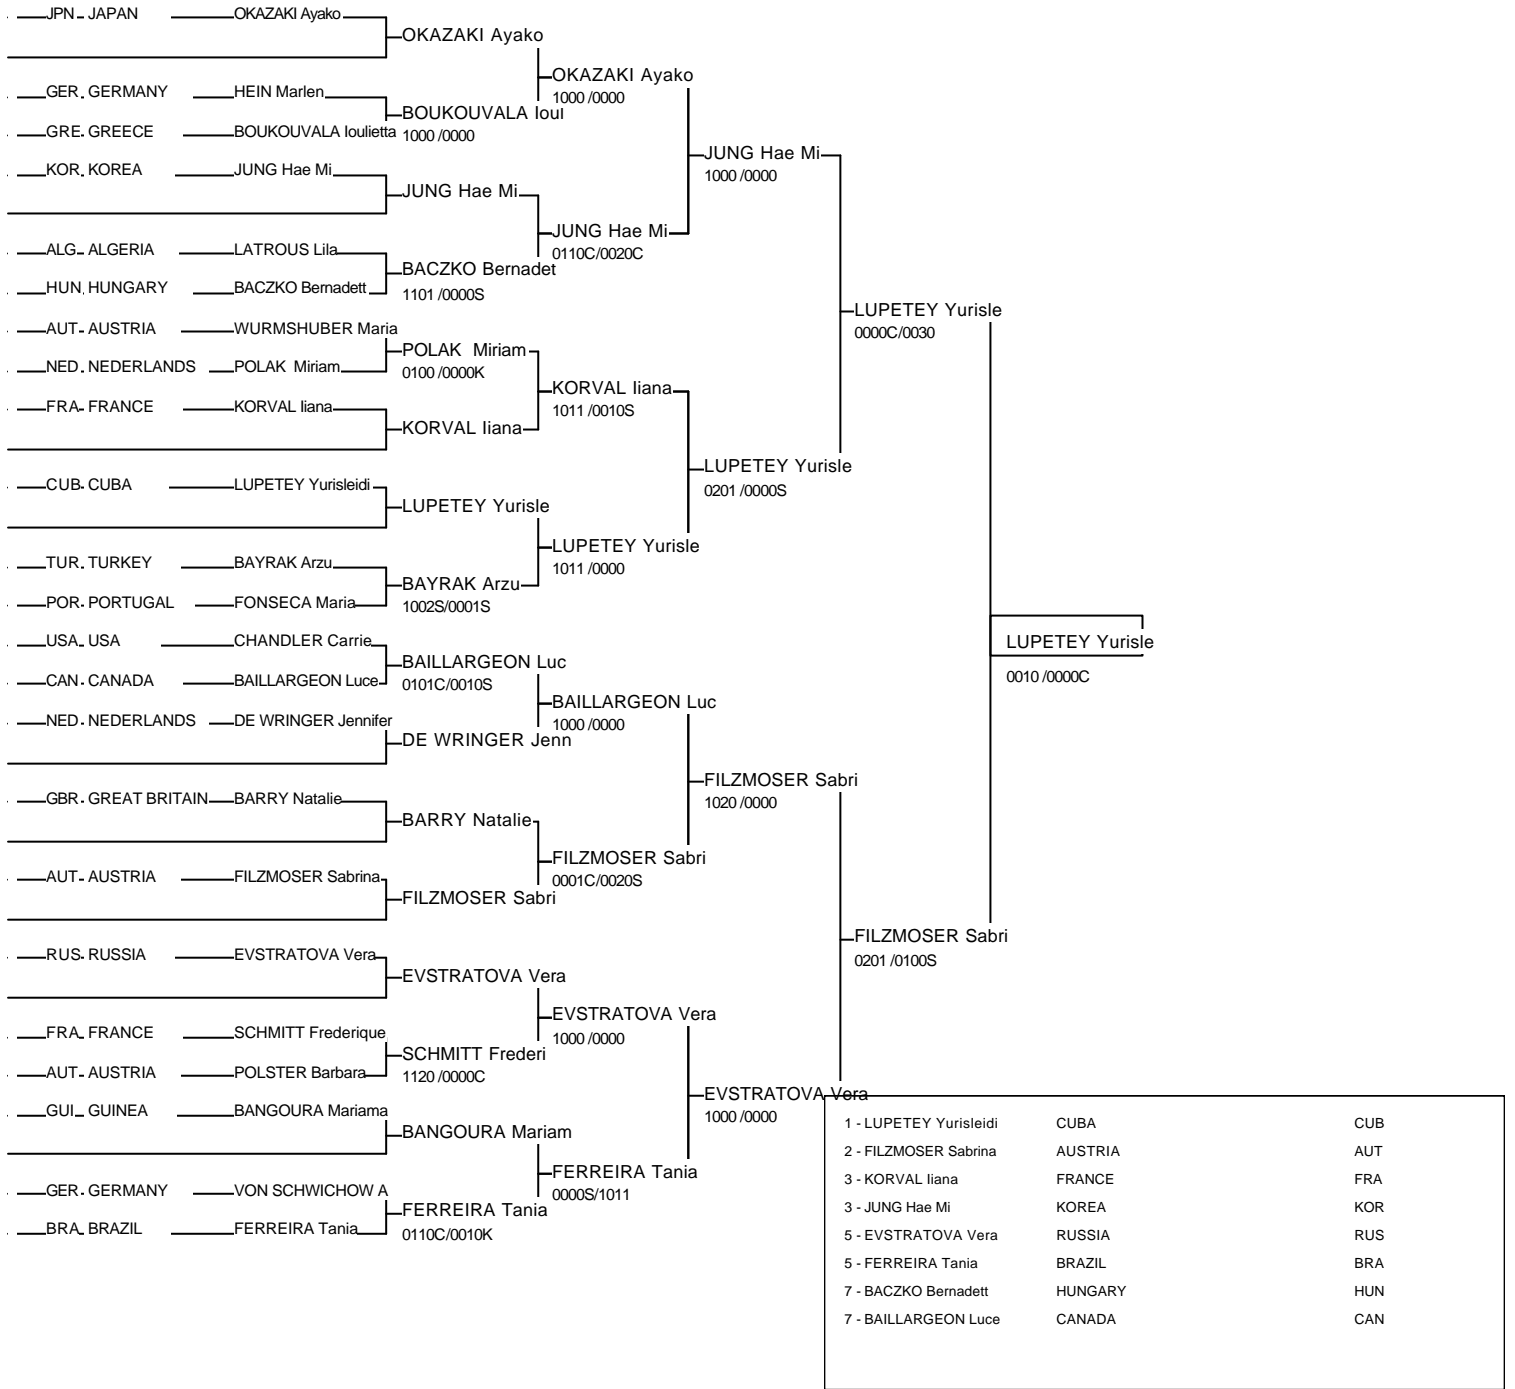 JPN JAPAN OKAZAKI Ayako
OKAZAKI Ayako
OKAZAKI Ayako
1000 /0000
GER GERMANY HEIN Marlen
BOUKOUVALA Ioul
1000 /0000
GRE GREECE BOUKOUVALA Ioulietta
JUNG Hae Mi
1000 /0000
KOR KOREA JUNG Hae Mi
JUNG Hae Mi
JUNG Hae Mi
0110C/0020C
ALG ALGERIA LATROUS Lila
BACZKO Bernadet
1101 /0000S
HUN HUNGARY BACZKO Bernadett
LUPETEY Yurisle
0000C/0030
AUT AUSTRIA WURMSHUBER Maria
POLAK Miriam
0100 /0000K
NED NEDERLANDS POLAK Miriam
KORVAL Iiana
1011 /0010S
FRA FRANCE KORVAL Iiana
KORVAL Iiana
LUPETEY Yurisle
0201 /0000S
CUB CUBA LUPETEY Yurisleidi
LUPETEY Yurisle
LUPETEY Yurisle
1011 /0000
TUR TURKEY BAYRAK Arzu
BAYRAK Arzu
1002S/0001S
POR PORTUGAL FONSECA Maria
USA USA CHANDLER Carrie
LUPETEY Yurisle
0010 /0000C
BAILLARGEON Luc
0101C/0010S
CAN CANADA BAILLARGEON Luce
BAILLARGEON Luc
1000 /0000
NED NEDERLANDS DE WRINGER Jennifer
DE WRINGER Jenn
FILZMOSER Sabri
1020 /0000
GBR GREAT BRITAIN BARRY Natalie
BARRY Natalie
FILZMOSER Sabri
0001C/0020S
AUT AUSTRIA FILZMOSER Sabrina
FILZMOSER Sabri
FILZMOSER Sabri
0201 /0100S
RUS RUSSIA EVSTRATOVA Vera
EVSTRATOVA Vera
EVSTRATOVA Vera
1000 /0000
FRA FRANCE SCHMITT Frederique
SCHMITT Frederi
1120 /0000C
AUT AUSTRIA POLSTER Barbara
EVSTRATOVA Vera
1000 /0000
GUI GUINEA BANGOURA Mariama
BANGOURA Mariam
FERREIRA Tania
0000S/1011
GER GERMANY VON SCHWICHOW A
FERREIRA Tania
0110C/0010K
BRA BRAZIL FERREIRA Tania
1 - LUPETEY Yurisleidi CUBA CUB
2 - FILZMOSER Sabrina AUSTRIA AUT
3 - KORVAL Iiana FRANCE FRA
3 - JUNG Hae Mi KOREA KOR
5 - EVSTRATOVA Vera RUSSIA RUS
5 - FERREIRA Tania BRAZIL BRA
7 - BACZKO Bernadett HUNGARY HUN
7 - BAILLARGEON Luce CANADA CAN